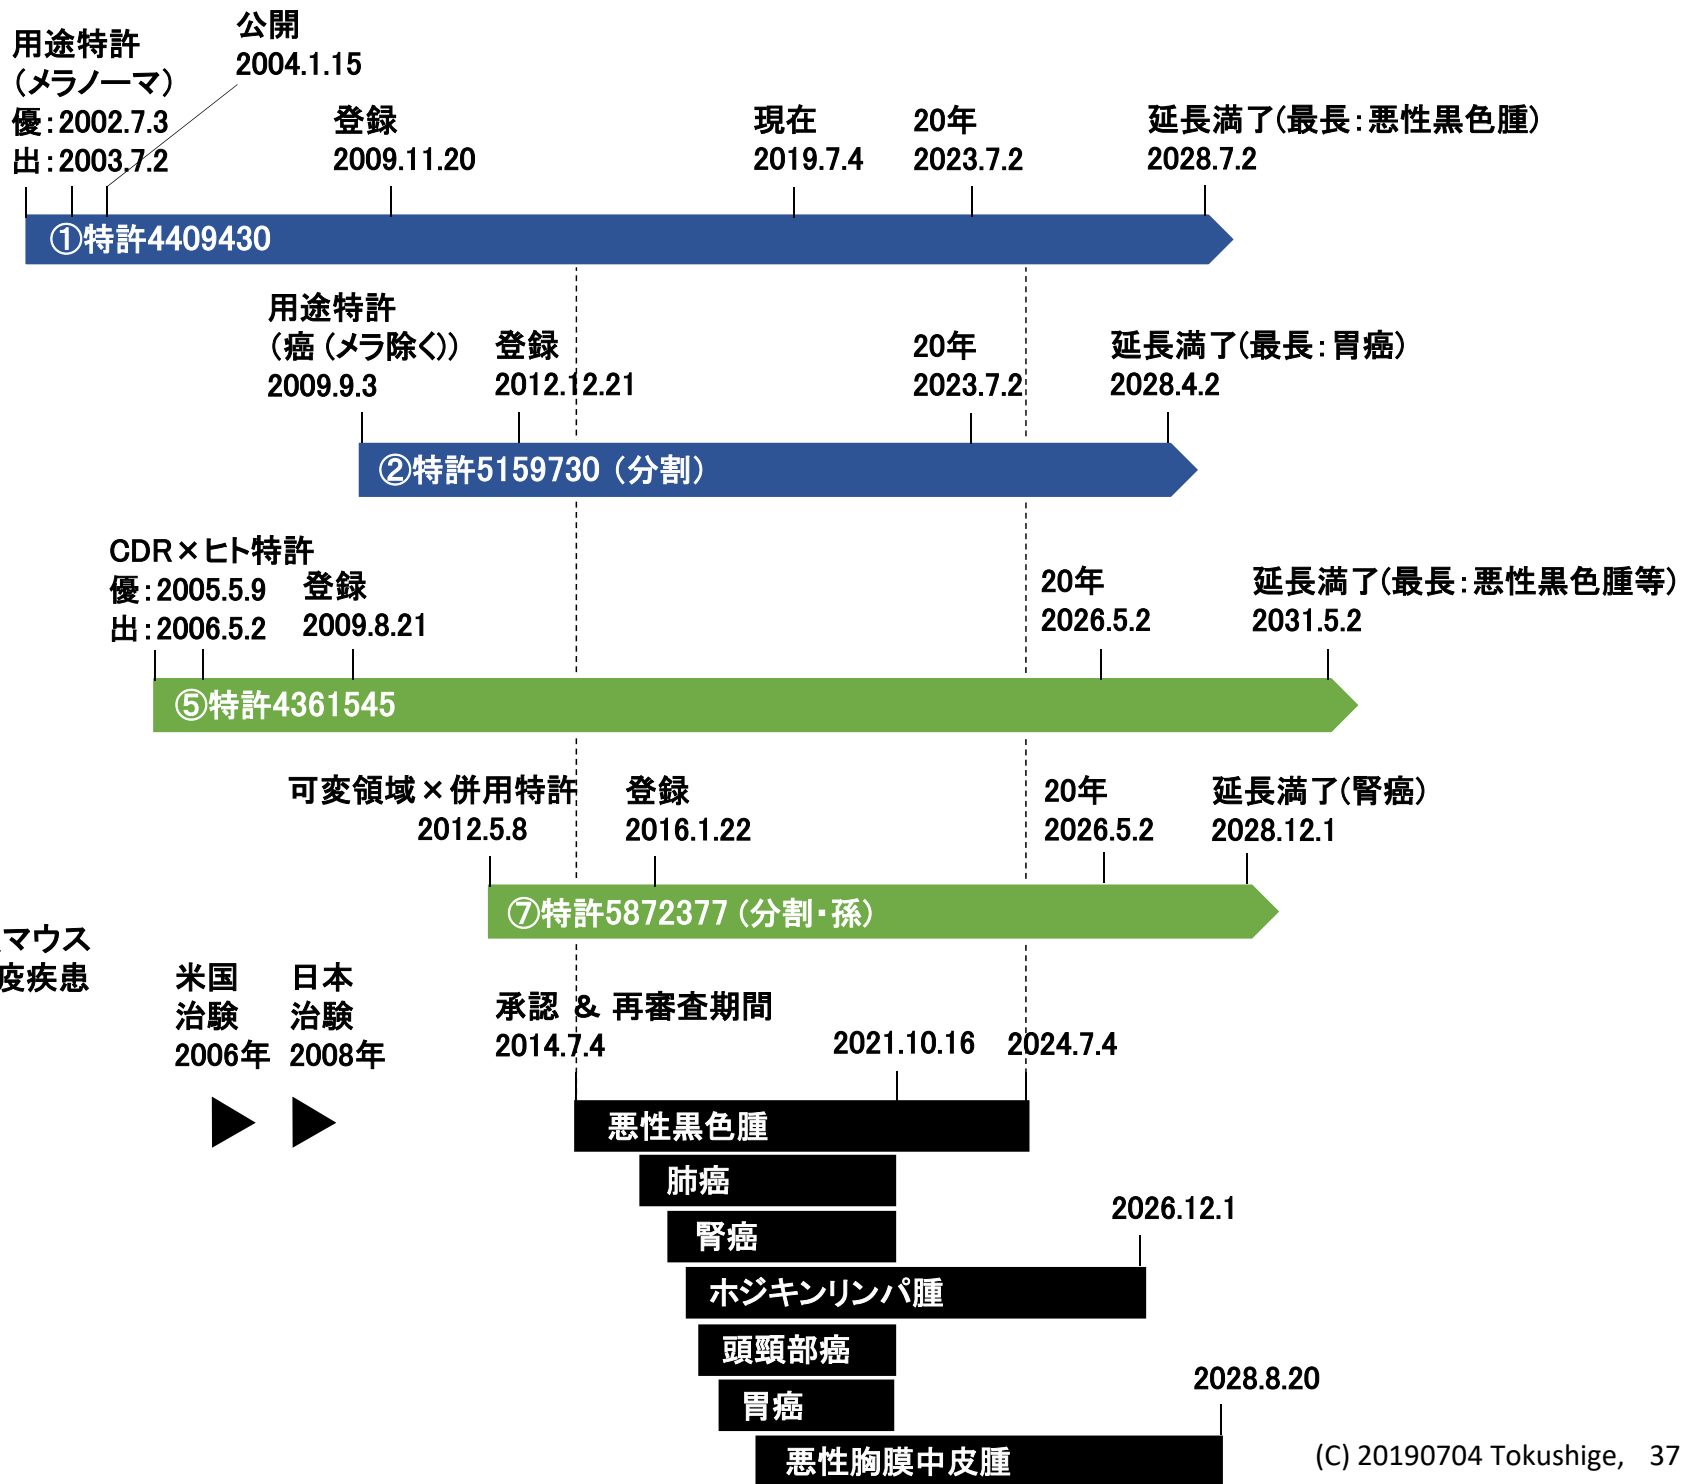 用途特許
（メラノーマ）
優：2002.7.3
出：2003.7.2
公開
2004.1.15
登録
2009.11.20
現在
2019.7.4
20年
2023.7.2
延長満了(最長：悪性黒色腫)
2028.7.2
①特許4409430
用途特許
（癌（メラ除く））
2009.9.3
登録
2012.12.21
20年
2023.7.2
延長満了(最長：胃癌)
2028.4.2
②特許5159730（分割）
CDR×ヒト特許
優：2005.5.9
出：2006.5.2
登録
2009.8.21
20年
2026.5.2
延長満了(最長：悪性黒色腫等)
2031.5.2
⑤特許4361545
可変領域×併用特許
2012.5.8
登録
2016.1.22
20年
2026.5.2
延長満了(腎癌)
2028.12.1
⑦特許5872377（分割・孫）
マウス
疫疾患
米国
治験
2006年
日本
治験
2008年
承認 ＆ 再審査期間
2014.7.4
2021.10.16
2024.7.4
悪性黒色腫
肺癌
腎癌
2026.12.1
ホジキンリンパ腫
頭頸部癌
胃癌
2028.8.20
悪性胸膜中皮腫
(C) 20190704 Tokushige, 37